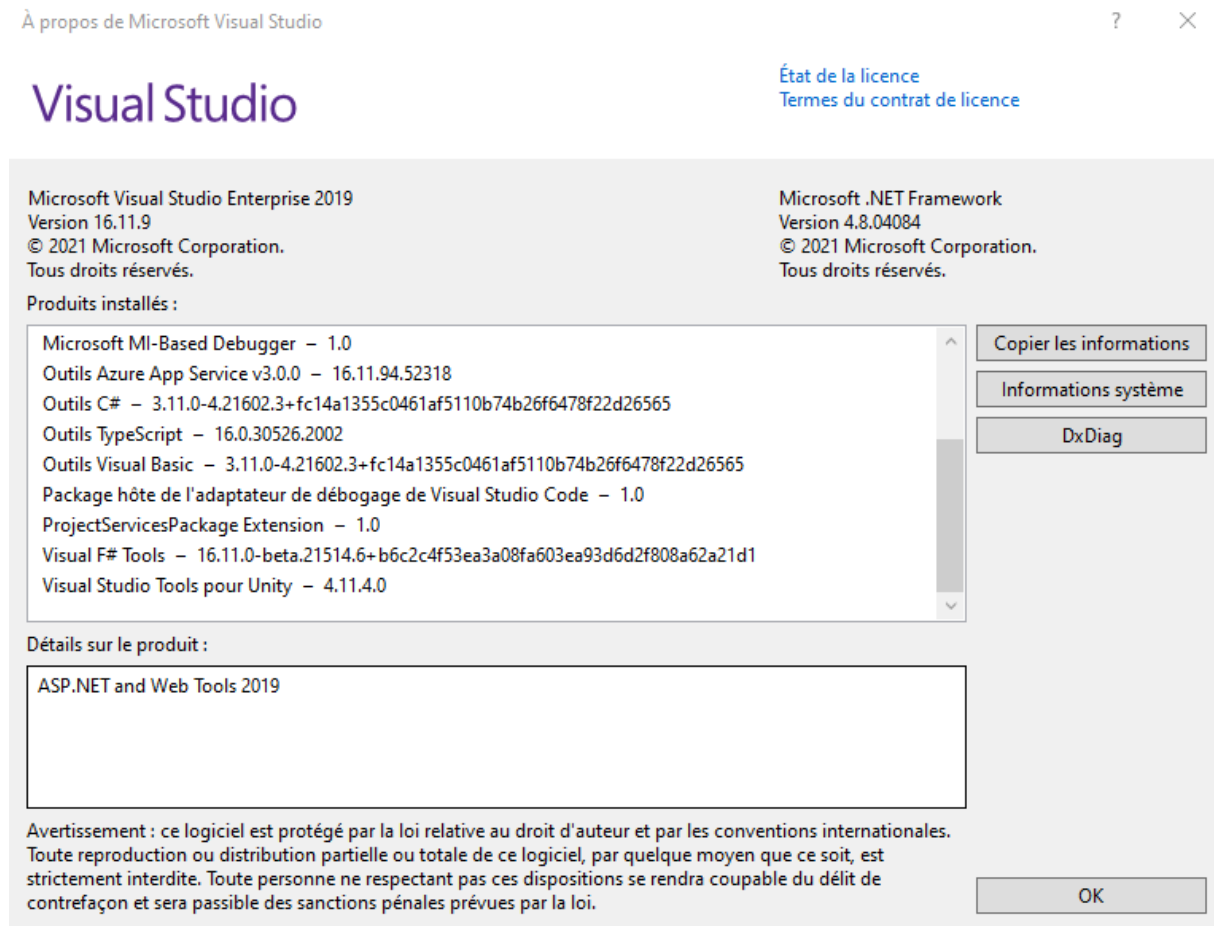 À propos de Microsoft Visual Studio
Visual Studio
État de la licence
Termes du contrat de licence
Microsoft Visual Studio Enterprise 2019
Version 16.11.9
© 2021 Microsoft Corporation.
Tous droits réservés.
Microsoft .NET Framework
Version 4.8.04084
© 2021 Microsoft Corporation.
Tous droits réservés.
Produits installés :
Microsoft MI-Based Debugger – 1.0
Outils Azure App Service v3.0.0 – 16.11.94.52318
Outils C# – 3.11.0-4.21602.3+fc14a1355c0461af5110b74b26f6478f22d26565
Outils TypeScript – 16.0.30526.2002
Outils Visual Basic – 3.11.0-4.21602.3+fc14a1355c0461af5110b74b26f6478f22d26565
Package hôte de l'adaptateur de débogage de Visual Studio Code – 1.0
ProjectServicesPackage Extension – 1.0
Visual F# Tools – 16.11.0-beta.21514.6+b6c2c4f53ea3a08fa603ea93d6d2f808a62a21d1
Visual Studio Tools pour Unity – 4.11.4.0
Copier les informations
Informations système
DxDiag
Détails sur le produit :
ASP.NET and Web Tools 2019
Avertissement : ce logiciel est protégé par la loi relative au droit d'auteur et par les conventions internationales.
Toute reproduction ou distribution partielle ou totale de ce logiciel, par quelque moyen que ce soit, est
strictement interdite. Toute personne ne respectant pas ces dispositions se rendra coupable du délit de
contrefaçon et sera passible des sanctions pénales prévues par la loi.
OK